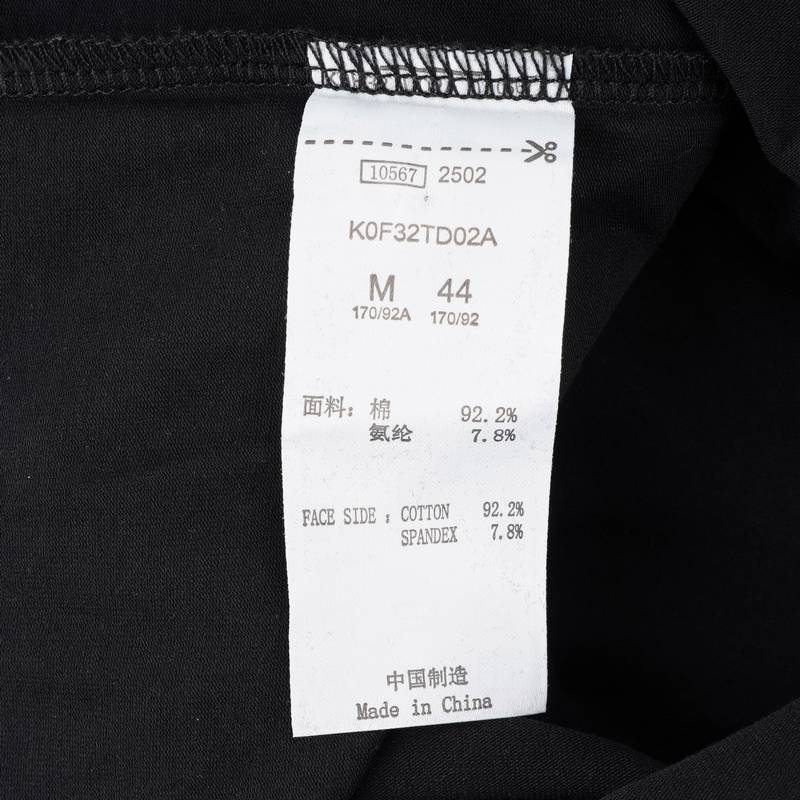 10567 2502
K0F32TD02A
M 44
170/92A 170/92
面料: 棉 92.2%
氨纶 7.8%
FACE SIDE : COTTON 92.2%
SPANDEX 7.8%
中国制造
Made in China